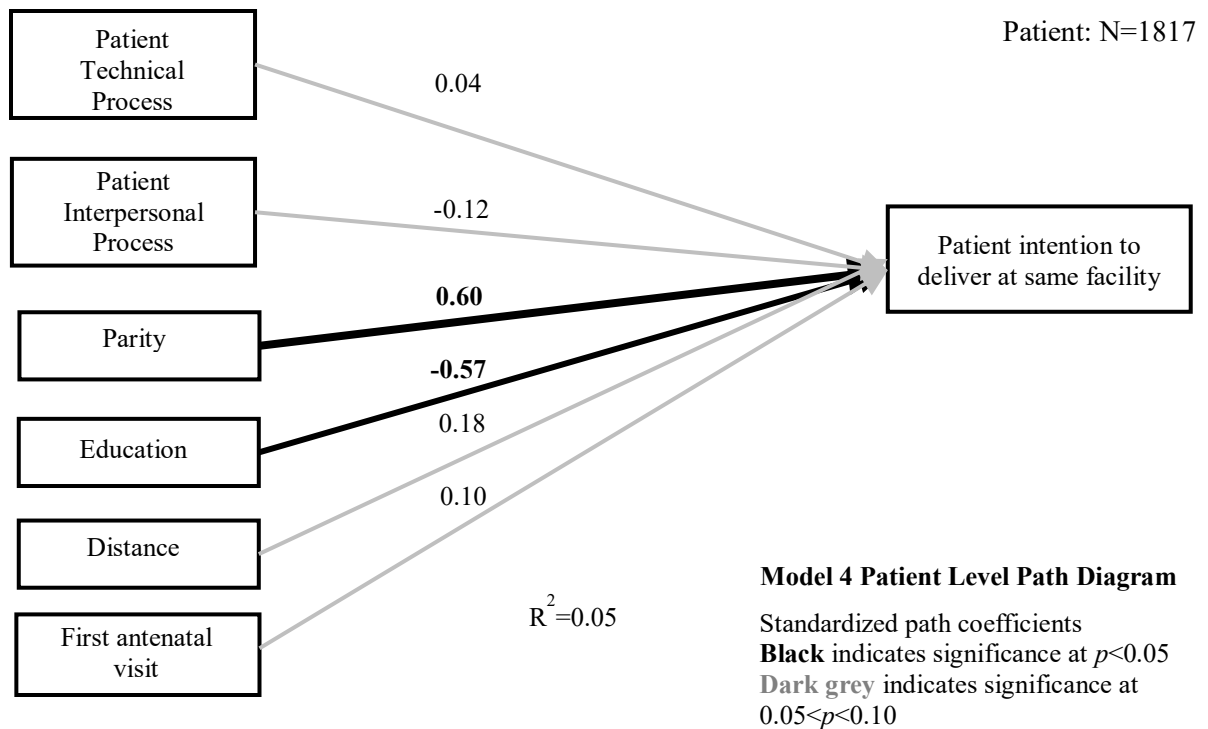 Patient: N=1817
Patient
Technical
Process
0.04
Patient
Interpersonal
Process
-0.12
Patient intention to
deliver at same facility
0.60
Parity
-0.57
Education
0.18
0.10
Distance
First antenatal
visit
R²=0.05
Model 4 Patient Level Path Diagram
Standardized path coefficients
Black indicates significance at p<0.05
Dark grey indicates significance at
0.05<p<0.10